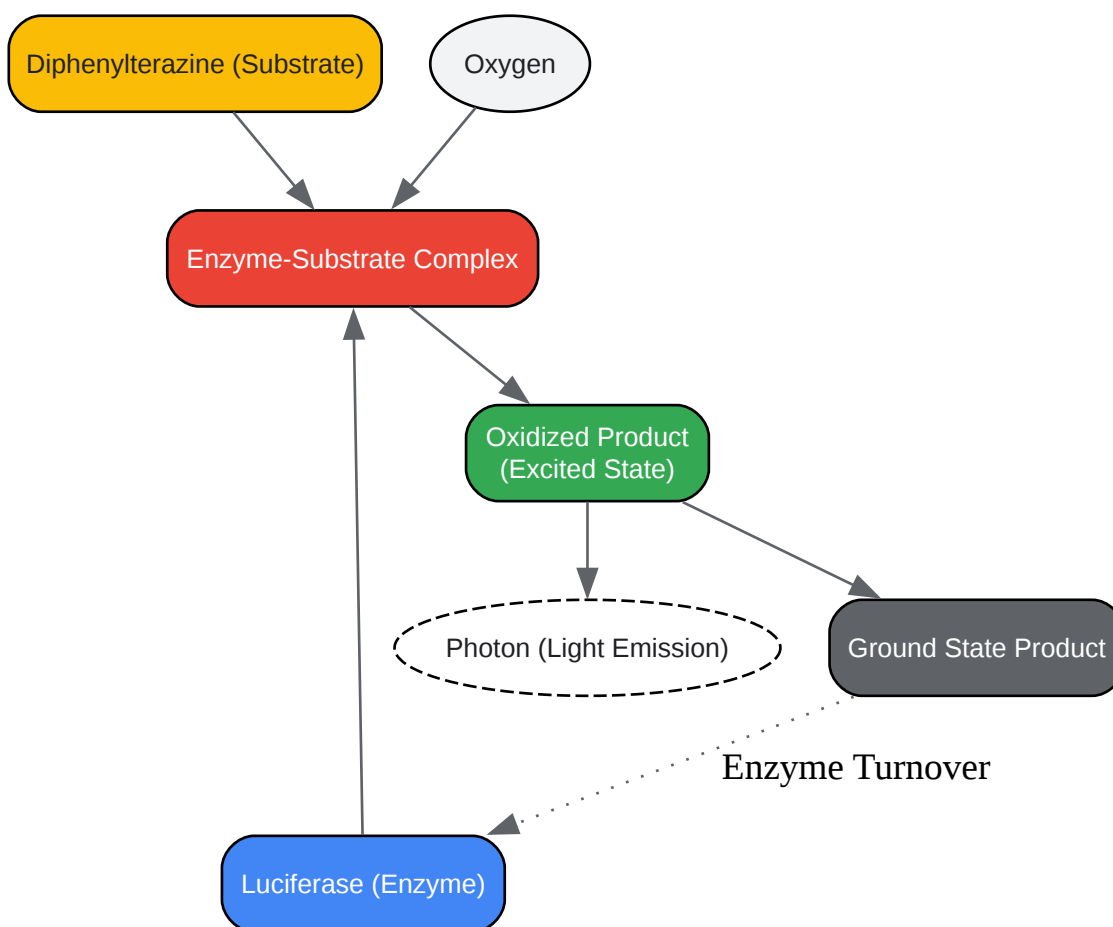 Diphenylterazine (Substrate)
Oxygen
Enzyme-Substrate Complex
Oxidized Product
(Excited State)
Photon (Light Emission)
Ground State Product
Enzyme Turnover
Luciferase (Enzyme)